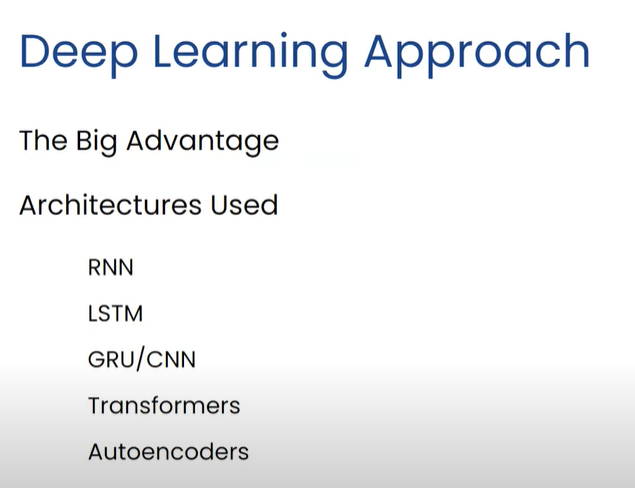 Deep Learning Approach
The Big Advantage
Architectures Used
RNN
LSTM
GRU/CNN
Transformers
Autoencoders